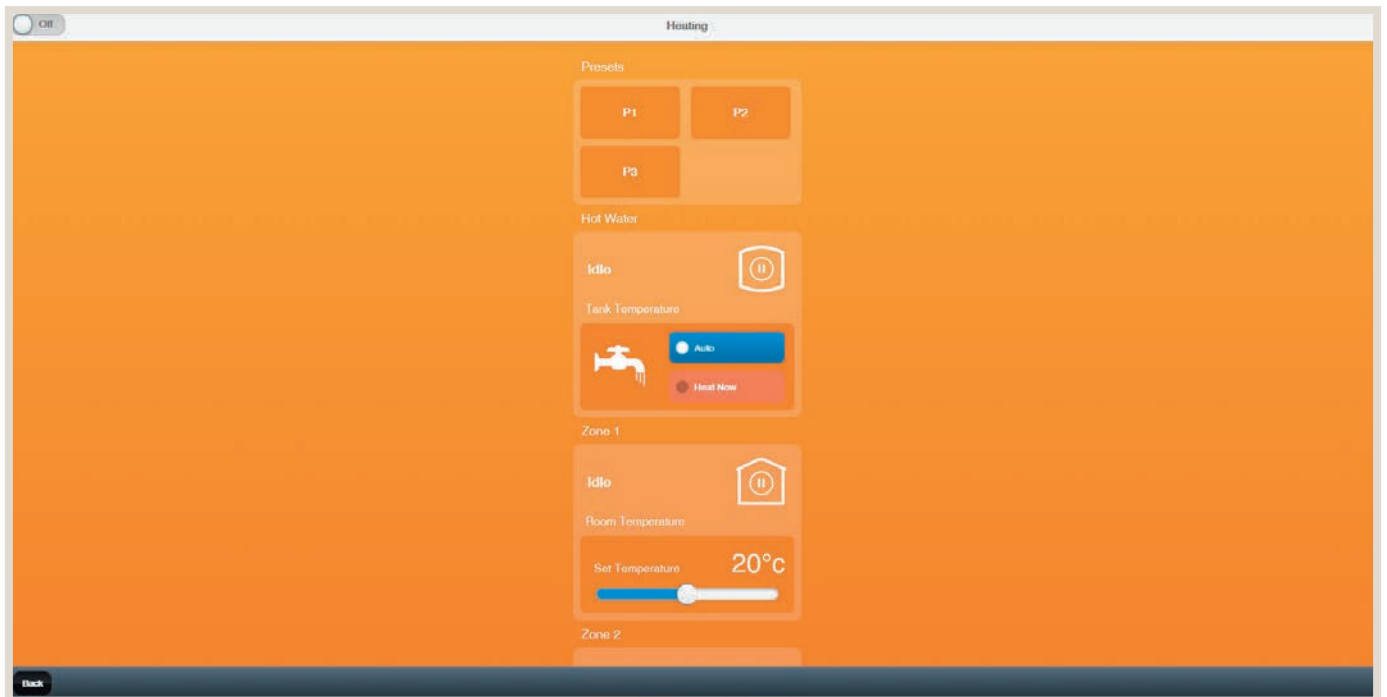 Off
Heating
Presets
P1 P2
P3
Hot Water
Idle
Tank Temperature
Auto
Heat Now
Zone 1
Idle
Room Temperature
Set Temperature 20°c
Zone 2
Back